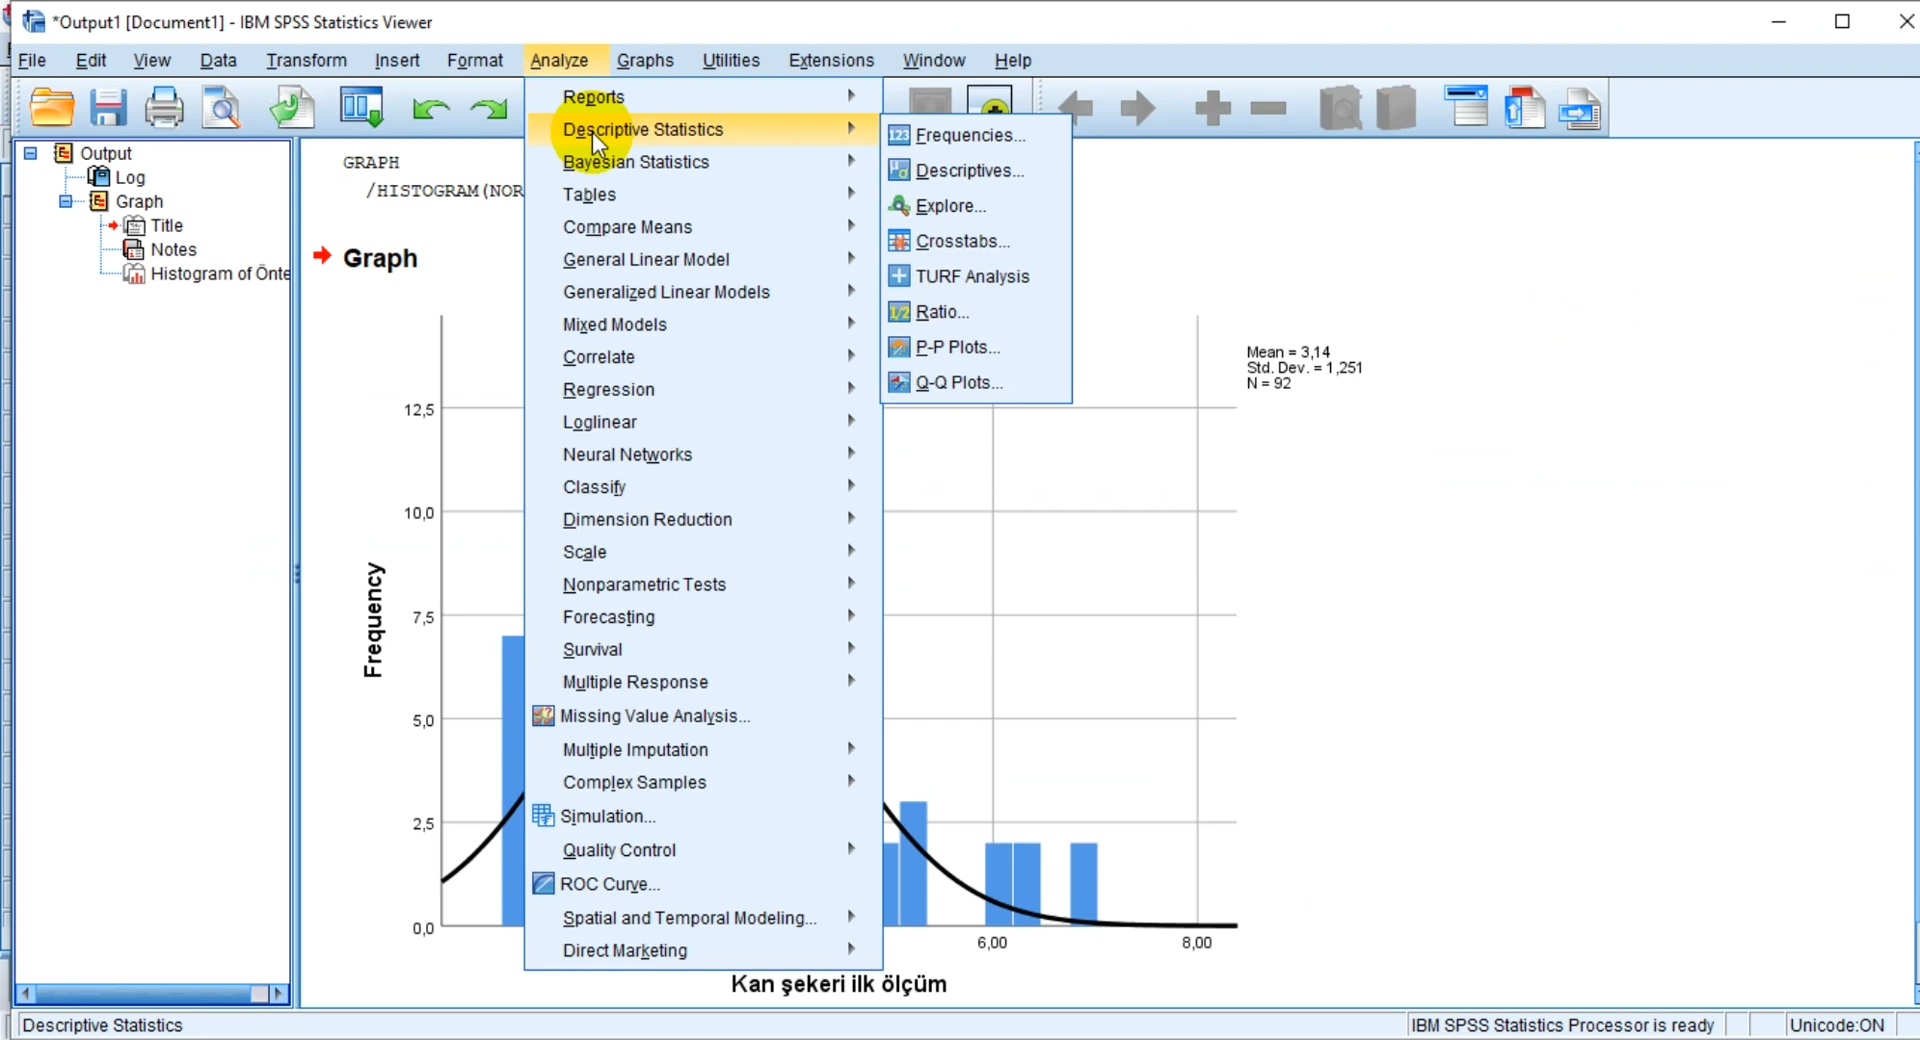 *Output1 [Document1] - IBM SPSS Statistics Viewer
File Edit View Data Transform Insert Format Analyze Graphs Utilities Extensions Window Help
Output
Log
Graph
Title
Notes
Histogram of Önte
GRAPH
/HISTOGRAM(NOR
Graph
Reports
Descriptive Statistics
Bayesian Statistics
Tables
Compare Means
General Linear Model
Generalized Linear Models
Mixed Models
Correlate
Regression
Loglinear
Neural Networks
Classify
Dimension Reduction
Scale
Nonparametric Tests
Forecasting
Survival
Multiple Response
Missing Value Analysis...
Multiple Imputation
Complex Samples
Simulation...
Quality Control
ROC Curve...
Spatial and Temporal Modeling...
Direct Marketing
123 Frequencies...
Descriptives...
Explore...
Crosstabs...
TURF Analysis
1/2 Ratio...
P-P Plots...
Q-Q Plots...
Mean = 3,14
Std. Dev. = 1,251
N = 92
Frequency
12,5
10,0
7,5
5,0
2,5
0,0
6,00 8,00
Kan şekeri ilk ölçüm
Descriptive Statistics IBM SPSS Statistics Processor is ready Unicode:ON